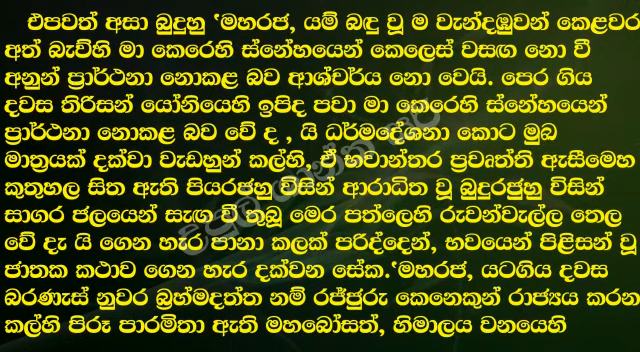 එපවත් අසා බුදුහු ‛මහරජ, යම් බඳු වූ ම වැන්දඹුවන් කෙළවර
අත් බැව්හි මා කෙරෙහි ස්නේහයෙන් කෙලෙස් වසඟ නො වී
අනුන් ප්‍රාර්ථනා නොකළ බව ආශ්චර්ය නො වෙයි. පෙර ගිය
දවස තිරිසන් යෝනියෙහි ඉපිද පවා මා කෙරෙහි ස්නේහයෙන්
ප්‍රාර්ථනා නොකළ බව වේ ද , යි ධර්මදේශනා කොට මුඛ
මාත්‍රයක් දක්වා වැඩහුන් කල්හි, ඒ භවාන්තර ප්‍රවෘත්ති ඇසීමෙහ
කුතුහල සිත ඇති පියරජහු විසින් ආරාධිත වූ බුදුරජුහු විසින්
සාගර ජලයෙන් සැඟ වී තුබූ මෙර පත්ලෙහි රුවන්වැල්ල තෙල
වේ දැ යි ගෙන හැර පානා කලක් පරිද්දෙන්, භවයෙන් පිළිසන් වූ
ජාතක කථාව ගෙන හැර දක්වන සේක.‛මහරජ, යටගිය දවස
බරණැස් නුවර බ්‍රහ්මදත්ත නම් රජ්ජුරු කෙනෙකුන් රාජ්‍යය කරන
කල්හි පිරූ පාරමිතා ඇති මහබෝසත්, හිමාලය වනයෙහි